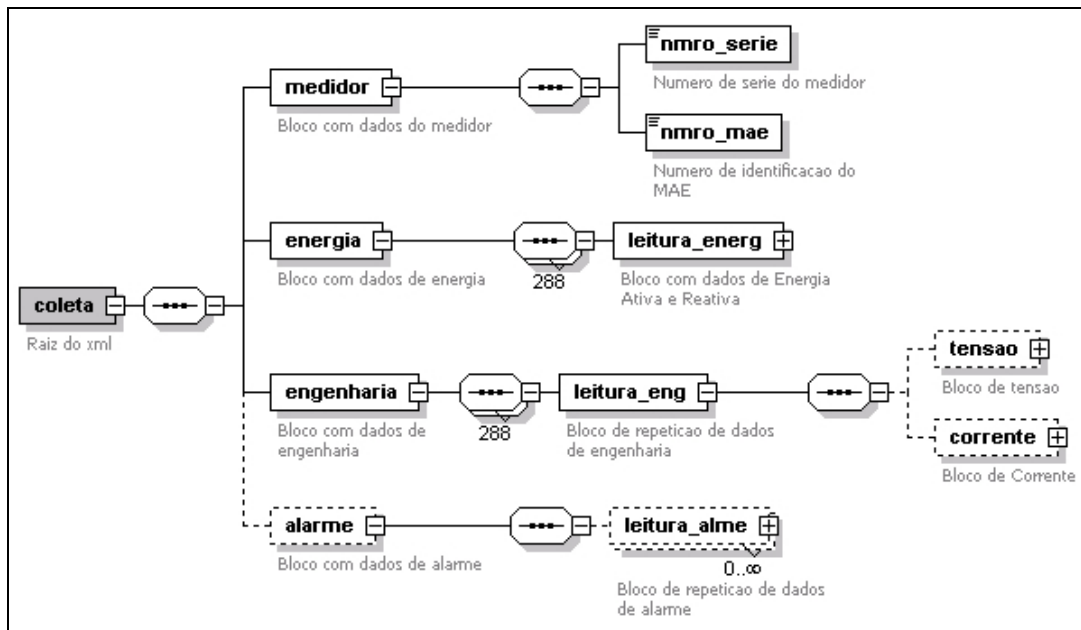 coleta
Raiz do xml
medidor
Bloco com dados do medidor
nmro_serie
Numero de serie do medidor
nmro_mae
Numero de identificacao do
MAE
energia
Bloco com dados de energia
288
leitura_energ
Bloco com dados de Energia
Ativa e Reativa
engenharia
Bloco com dados de
engenharia
288
leitura_eng
Bloco de repeticao de dados
de engenharia
tensao
Bloco de tensao
corrente
Bloco de Corrente
alarme
Bloco com dados de alarme
leitura_alme
0..∞
Bloco de repeticao de dados
de alarme